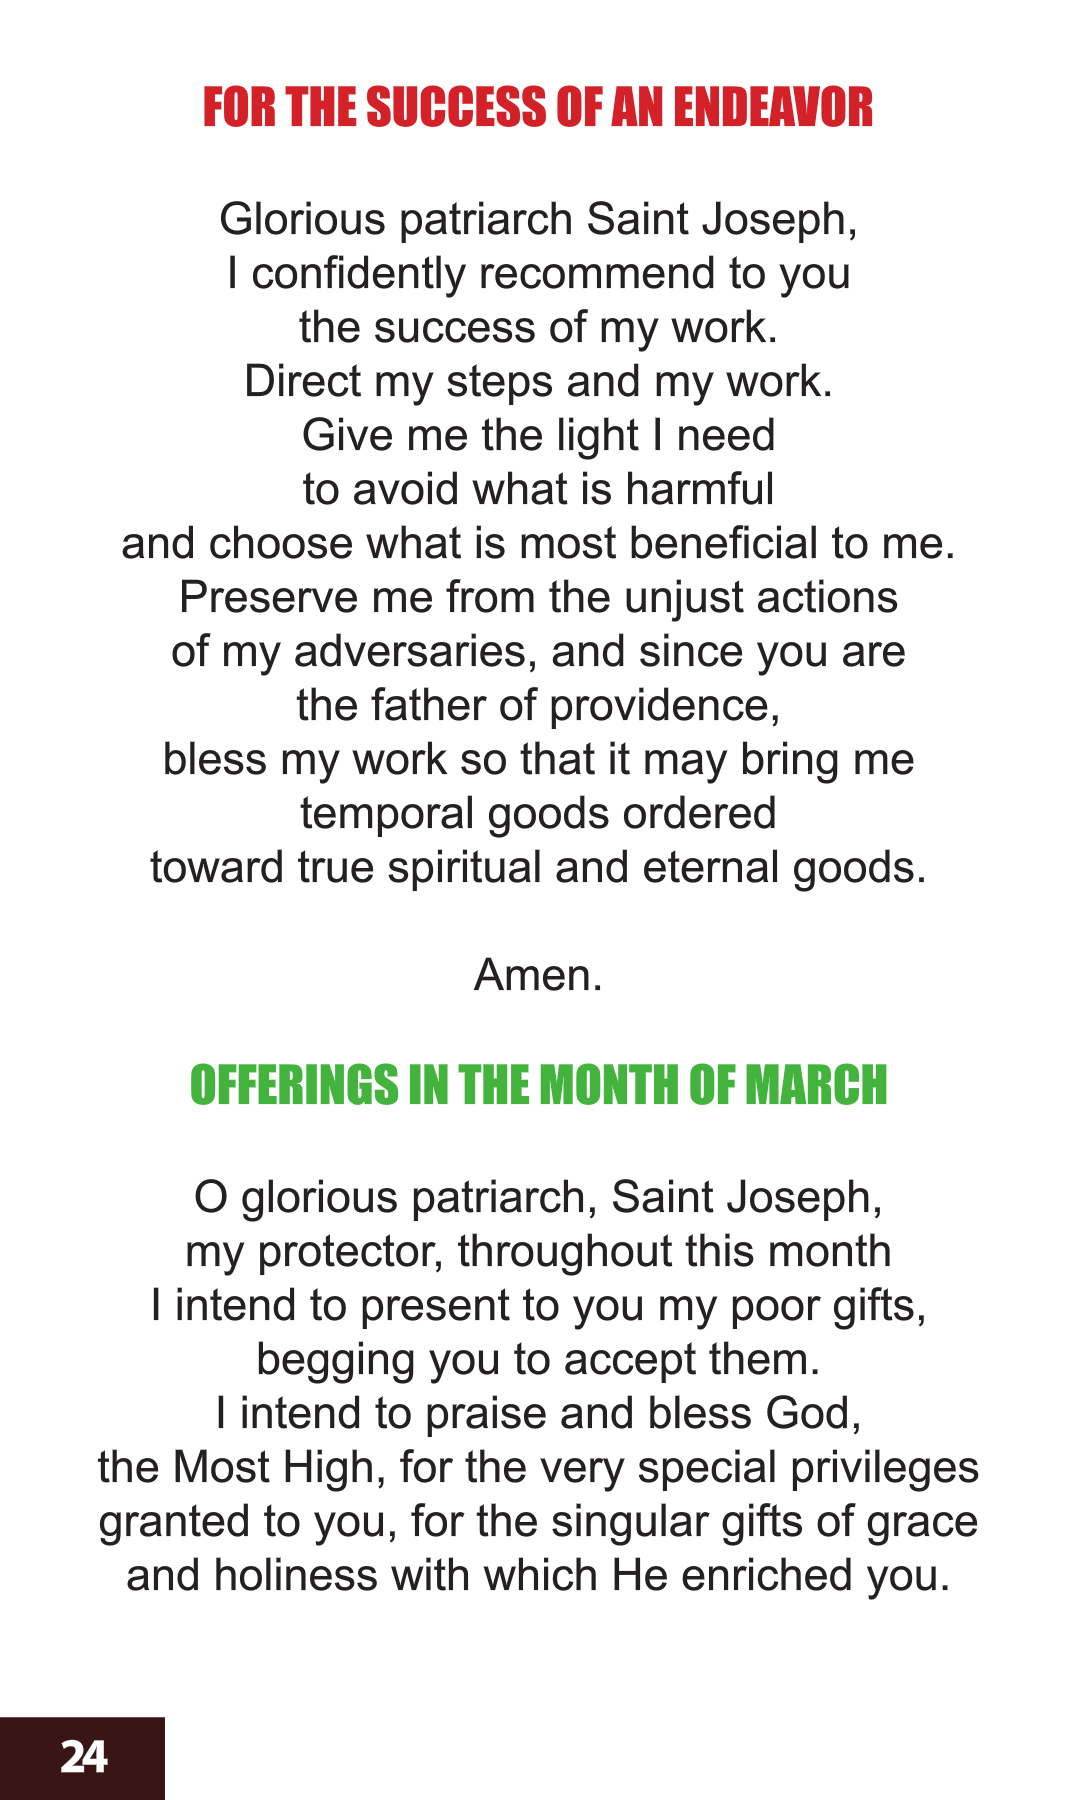 FOR THE SUCCESS OF AN ENDEAVOR
Glorious patriarch Saint Joseph,
I confidently recommend to you
the success of my work.
Direct my steps and my work.
Give me the light I need
to avoid what is harmful
and choose what is most beneficial to me.
Preserve me from the unjust actions
of my adversaries, and since you are
the father of providence,
bless my work so that it may bring me
temporal goods ordered
toward true spiritual and eternal goods.
Amen.
OFFERINGS IN THE MONTH OF MARCH
O glorious patriarch, Saint Joseph,
my protector, throughout this month
I intend to present to you my poor gifts,
begging you to accept them.
I intend to praise and bless God,
the Most High, for the very special privileges
granted to you, for the singular gifts of grace
and holiness with which He enriched you.
24